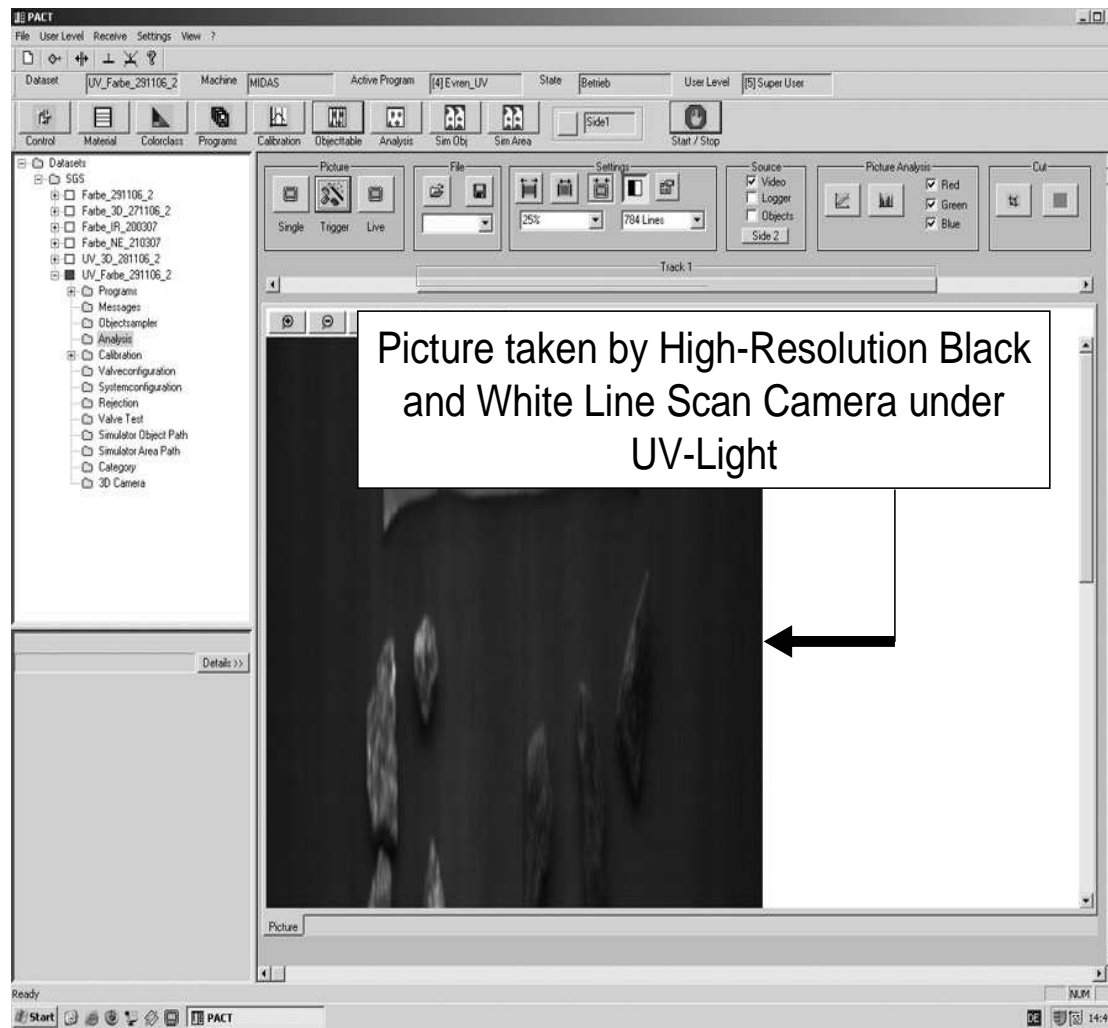 PACT
File User Level Receive Settings View ?
Dataset UV_Farbe_291106_2 Machine MIDAS Active Program [4] Evren_UV State Betrieb User Level [5] Super User
Control Material Colorclass Programs Calibration Objecttable Analysis Sim Obj Sim Area Side1 Start / Stop
Datasets
SGS
Farbe_291106_2
Farbe_3D_271106_2
Farbe_IR_200307
Farbe_NE_210307
UV_3D_281106_2
UV_Farbe_291106_2
Programs
Messages
Objectsampler
Analysis
Calibration
Valveconfiguration
Systemconfiguration
Rejection
Valve Test
Simulator Object Path
Simulator Area Path
Category
3D Camera
Details >>
Picture File Settings Source Picture Analysis Cut
Video
Logger
Objects
Side 2
Red
Green
Blue
Single Trigger Live
25% 784 Lines
Track 1
Picture taken by High-Resolution Black
and White Line Scan Camera under
UV-Light
Picture
Ready NUM
Start PACT DE 14:4